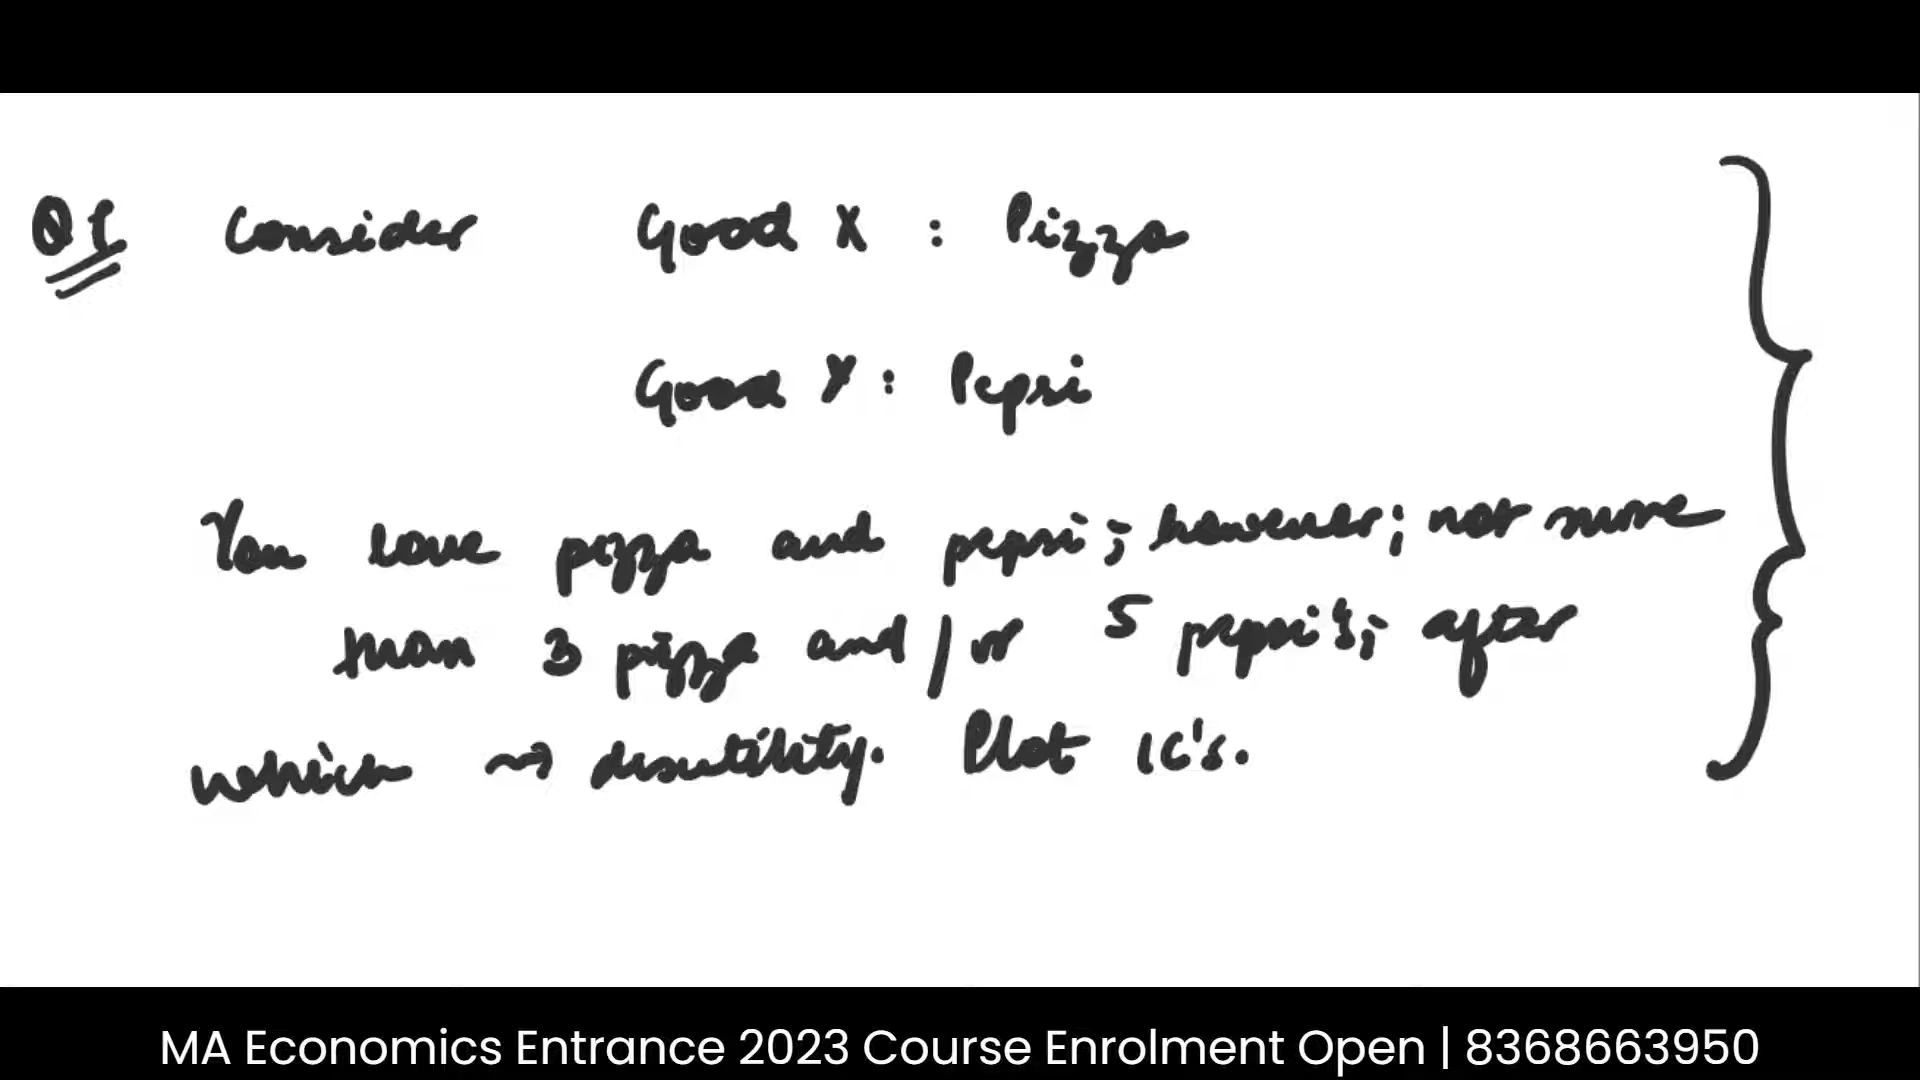 Q1 Consider Good X : Pizza
Good Y : Pepsi
You love pizza and pepsi; however; not more
than 3 pizza and/or 5 pepsi's; after
which → disutility. Plot IC's.
MA Economics Entrance 2023 Course Enrolment Open | 8368663950